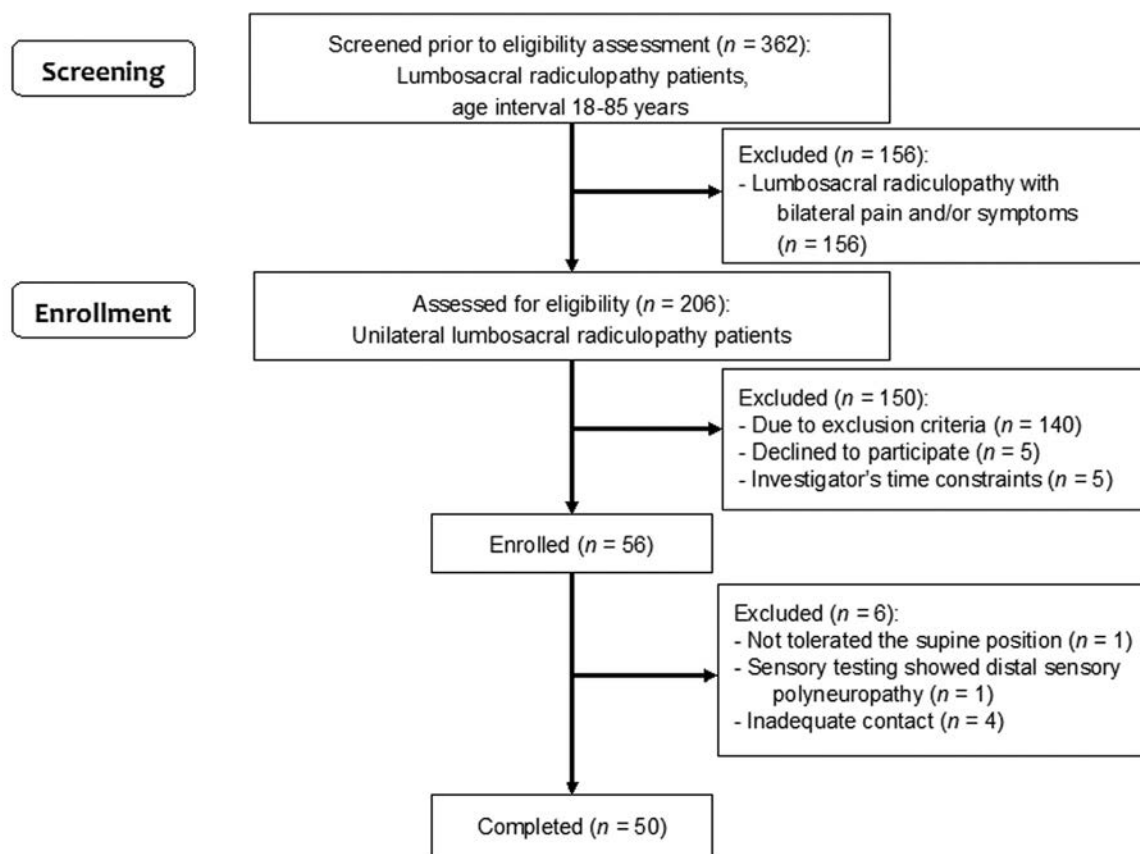 Screening
Screened prior to eligibility assessment (n = 362):
Lumbosacral radiculopathy patients,
age interval 18-85 years
Excluded (n = 156):
- Lumbosacral radiculopathy with
bilateral pain and/or symptoms
(n = 156)
Enrollment
Assessed for eligibility (n = 206):
Unilateral lumbosacral radiculopathy patients
Excluded (n = 150):
- Due to exclusion criteria (n = 140)
- Declined to participate (n = 5)
- Investigator's time constraints (n = 5)
Enrolled (n = 56)
Excluded (n = 6):
- Not tolerated the supine position (n = 1)
- Sensory testing showed distal sensory
polyneuropathy (n = 1)
- Inadequate contact (n = 4)
Completed (n = 50)